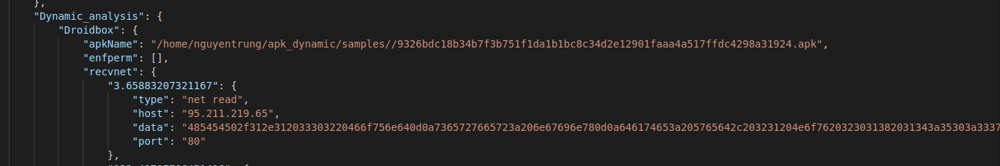 },
"Dynamic_analysis": {
"Droidbox": {
"apkName": "/home/nguyentrung/apk_dynamic/samples//9326bdc18b34b7f3b751f1da1b1bc8c34d2e12901faaa4a517ffdc4298a31924.apk",
"enfperm": [],
"recvnet": {
"3.65883207321167": {
"type": "net read",
"host": "95.211.219.65",
"data": "485454502f312e312033303220466f756e640d0a7365727665723a206e67696e780d0a646174653a205765642c203231204e6f7620323031382031343a35303a3337
"port": "80"
},